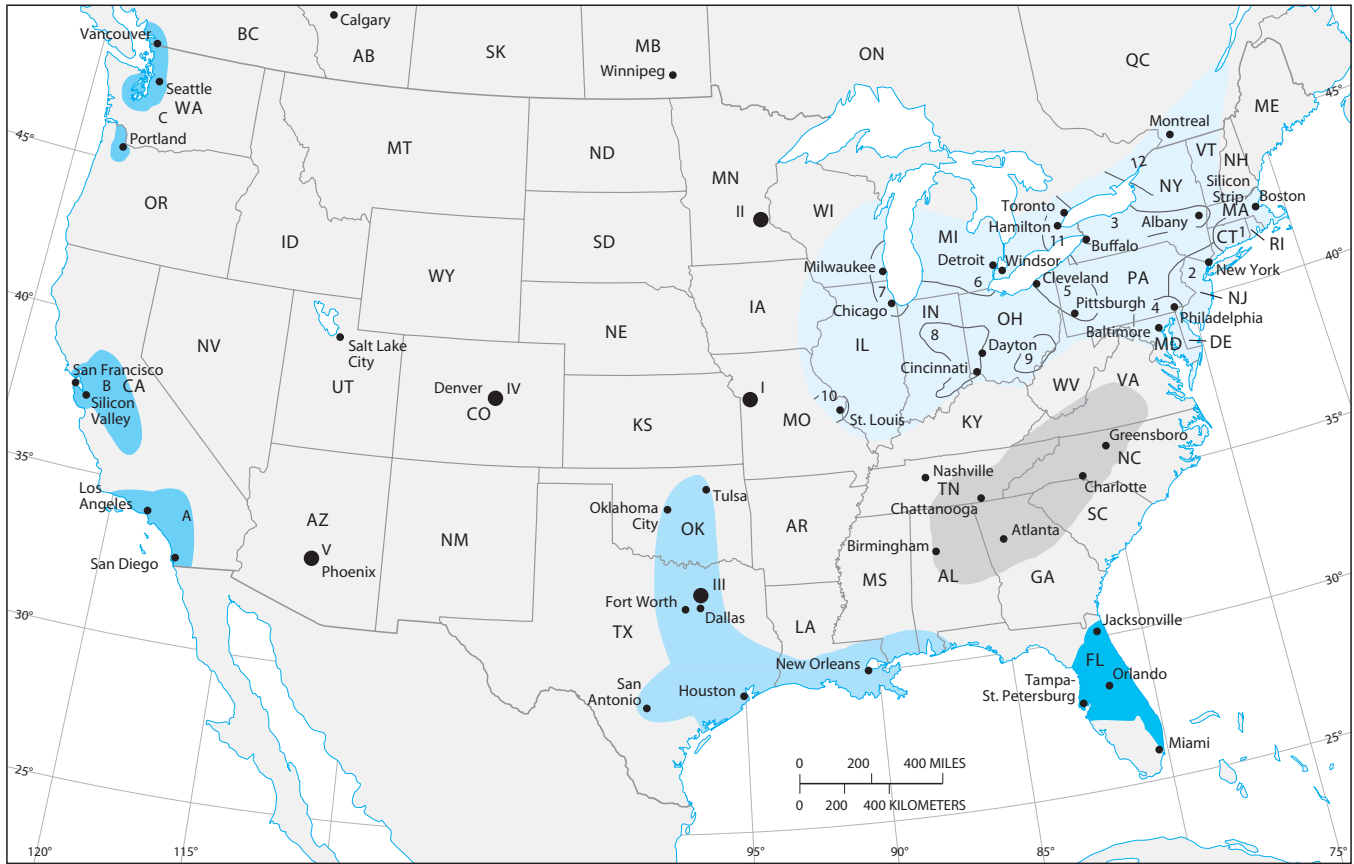 Calgary
Vancouver
BC
AB
SK
MB
Winnipeg
ON
QC
45°
Seattle
WA
C
Portland
45°
ME
Montreal
VT
NH
MT
ND
MN
12
NY
Silicon
Strip
Boston
MA
OR
ID
II
WI
Toronto
Hamilton
11
3
Albany
CT
1
RI
40°
SD
WY
MI
Buffalo
Milwaukee
Detroit
Windsor
Cleveland
New York
6
5
PA
2
NJ
40°
IA
7
Chicago
IN
OH
Pittsburgh
4
Philadelphia
NE
8
Baltimore
MD
DE
NV
Salt Lake
City
UT
IL
Dayton
9
Cincinnati
San Francisco
B
CA
Silicon
Valley
Denver
IV
CO
I
WV
VA
35°
KS
MO
10
St. Louis
KY
Greensboro
NC
35°
Los
Angeles
A
Nashville
TN
Chattanooga
Charlotte
Tulsa
Oklahoma
City
OK
AR
SC
AZ
NM
Atlanta
San Diego
V
Phoenix
Birmingham
MS
AL
GA
30°
30°
III
Fort Worth
Dallas
TX
LA
Jacksonville
New Orleans
FL
Orlando
San
Antonio
Houston
Tampa-
St. Petersburg
Miami
25°
25°
0 200 400 MILES
0 200 400 KILOMETERS
120°
115°
95°
90°
85°
80°
75°